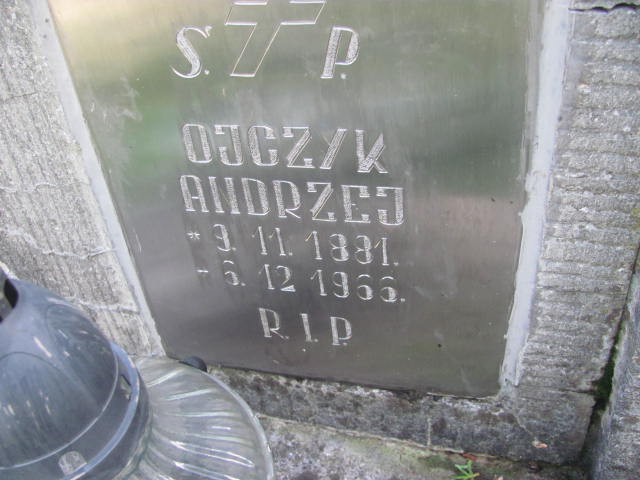 S. P.
OJCZYK
ANDRZEJ
* 9. 11. 1881.
- 6. 12 1966.
R.I.P.